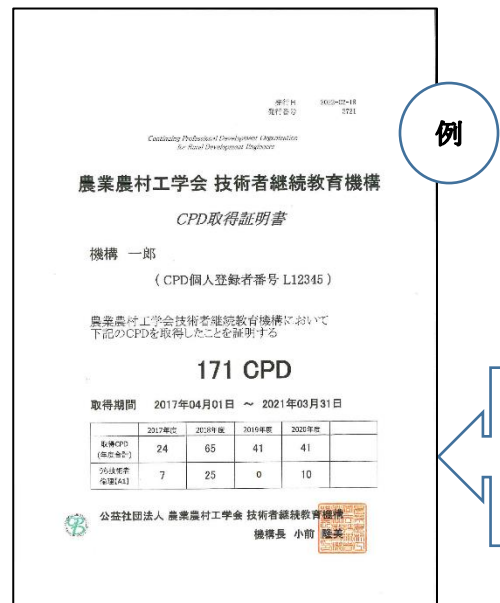 例
発行日 2022-02-18
発行番号 3721
Continuing Professional Development Organization
for Rural Development Engineers
農業農村工学会 技術者継続教育機構
CPD取得証明書
機構 一郎
(CPD個人登録者番号 L12345)
農業農村工学会技術者継続教育機構において
下記のCPDを取得したことを証明する
171 CPD
取得期間 2017年04月01日 ～ 2021年03月31日
2017年度 2018年度 2019年度 2020年度
取得CPD
(年度合計) 24 65 41 41
うち技術者
倫理[A1] 7 25 0 10
公益社団法人 農業農村工学会 技術者継続教育機構
機構長 小前 隆美